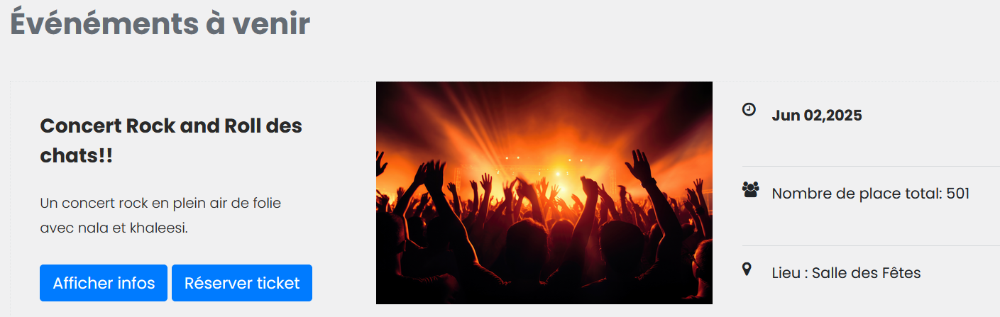 Événéments à venir
Concert Rock and Roll des
chats!!
Un concert rock en plein air de folie
avec nala et khaleesi.
Afficher infos
Réserver ticket
Jun 02,2025
Nombre de place total: 501
Lieu : Salle des Fêtes